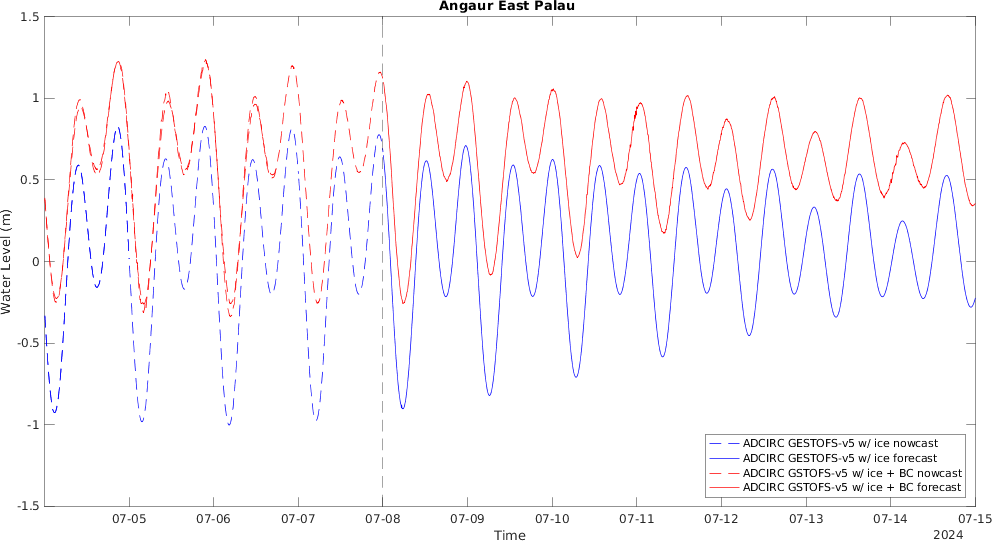 Angaur East Palau
1.5
1
0.5
0
-0.5
-1
-1.5
Water Level (m)
ADCIRC GESTOFS-v5 w/ ice nowcast
ADCIRC GESTOFS-v5 w/ ice forecast
ADCIRC GSTOFS-v5 w/ ice + BC nowcast
ADCIRC GSTOFS-v5 w/ ice + BC forecast
07-05 07-06 07-07 07-08 07-09 07-10 07-11 07-12 07-13 07-14 07-15
Time
2024